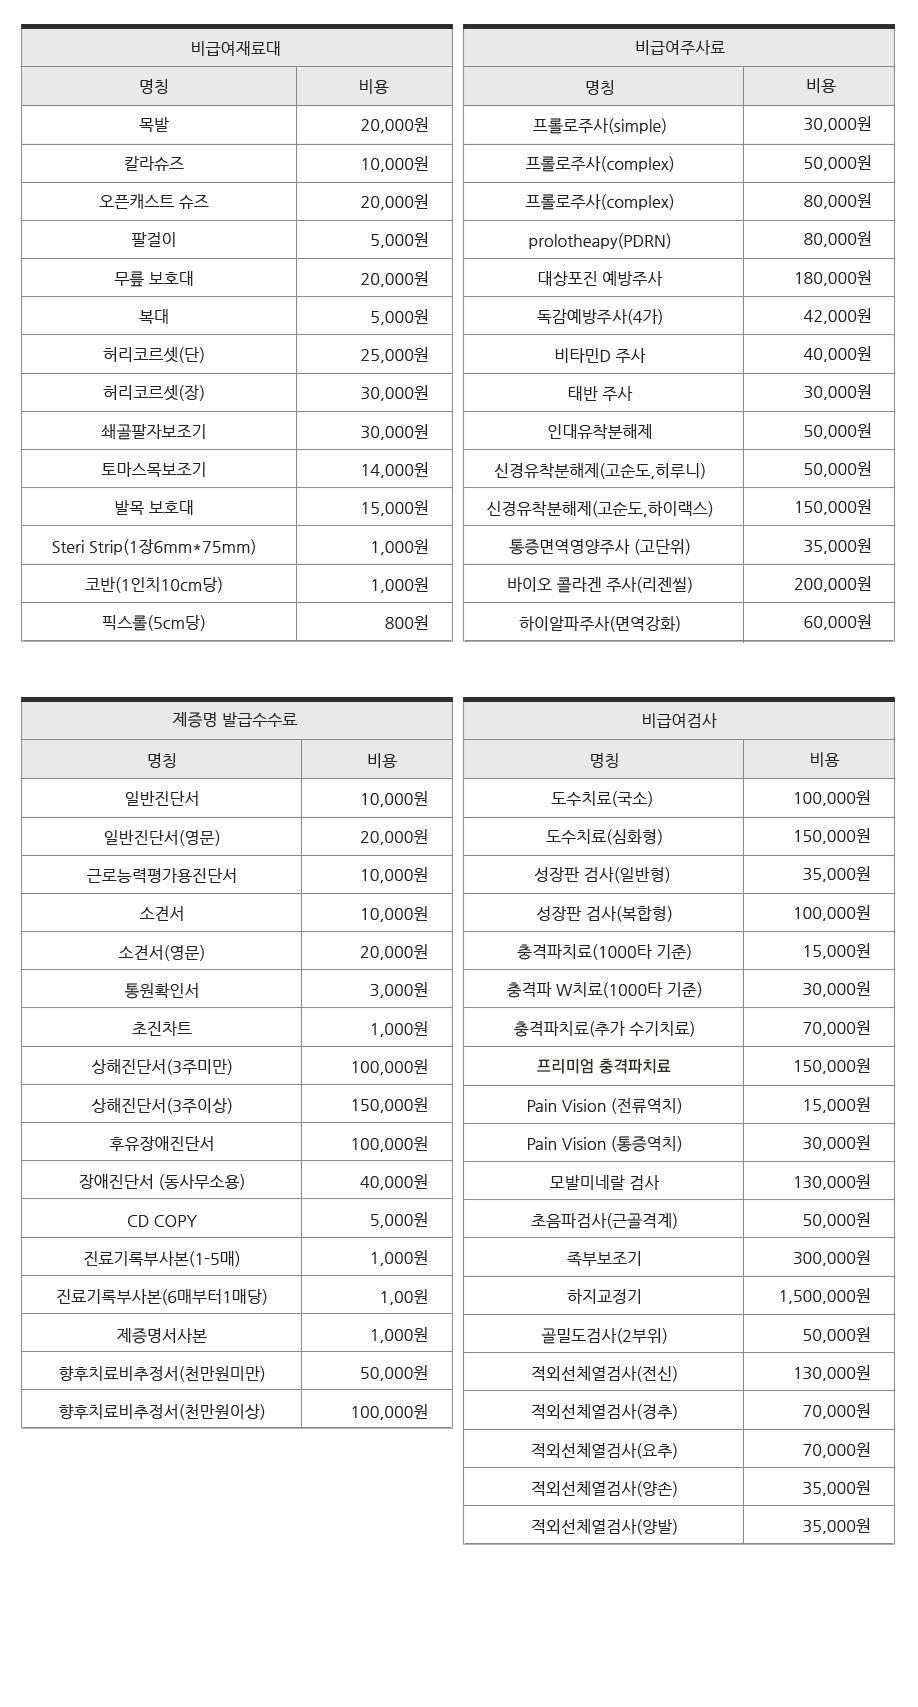 비급여재료대
명칭 비용
목발 20,000원
칼라슈즈 10,000원
오픈캐스트 슈즈 20,000원
팔걸이 5,000원
무릎 보호대 20,000원
복대 5,000원
허리코르셋(단) 25,000원
허리코르셋(장) 30,000원
쇄골팔자보조기 30,000원
토마스목보조기 14,000원
발목 보호대 15,000원
Steri Strip(1장6mm*75mm) 1,000원
코반(1인치10cm당) 1,000원
픽스롤(5cm당) 800원
비급여주사료
명칭 비용
프롤로주사(simple) 30,000원
프롤로주사(complex) 50,000원
프롤로주사(complex) 80,000원
prolotheapy(PDRN) 80,000원
대상포진 예방주사 180,000원
독감예방주사(4가) 42,000원
비타민D 주사 40,000원
태반 주사 30,000원
인대유착분해제 50,000원
신경유착분해제(고순도,히루니) 50,000원
신경유착분해제(고순도,하이랙스) 150,000원
통증면역영양주사 (고단위) 35,000원
바이오 콜라겐 주사(리젠씰) 200,000원
하이알파주사(면역강화) 60,000원
제증명 발급수수료
명칭 비용
일반진단서 10,000원
일반진단서(영문) 20,000원
근로능력평가용진단서 10,000원
소견서 10,000원
소견서(영문) 20,000원
통원확인서 3,000원
초진차트 1,000원
상해진단서(3주미만) 100,000원
상해진단서(3주이상) 150,000원
후유장애진단서 100,000원
장애진단서 (동사무소용) 40,000원
CD COPY 5,000원
진료기록부사본(1-5매) 1,000원
진료기록부사본(6매부터1매당) 1,00원
제증명서사본 1,000원
향후치료비추정서(천만원미만) 50,000원
향후치료비추정서(천만원이상) 100,000원
비급여검사
명칭 비용
도수치료(국소) 100,000원
도수치료(심화형) 150,000원
성장판 검사(일반형) 35,000원
성장판 검사(복합형) 100,000원
충격파치료(1000타 기준) 15,000원
충격파 W치료(1000타 기준) 30,000원
충격파치료(추가 수기치료) 70,000원
프리미엄 충격파치료 150,000원
Pain Vision (전류역치) 15,000원
Pain Vision (통증역치) 30,000원
모발미네랄 검사 130,000원
초음파검사(근골격계) 50,000원
족부보조기 300,000원
하지교정기 1,500,000원
골밀도검사(2부위) 50,000원
적외선체열검사(전신) 130,000원
적외선체열검사(경추) 70,000원
적외선체열검사(요추) 70,000원
적외선체열검사(양손) 35,000원
적외선체열검사(양발) 35,000원